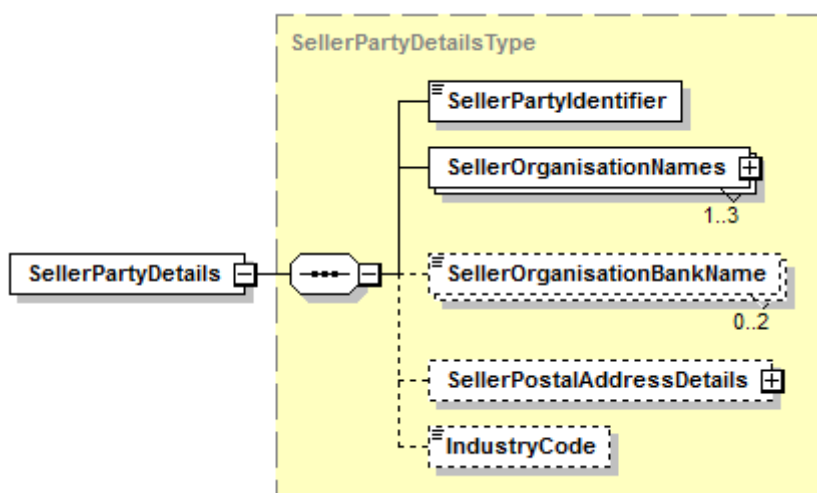 SellerPartyDetailsType
SellerPartyIdentifier
SellerOrganisationNames
1..3
SellerPartyDetails
SellerOrganisationBankName
0..2
SellerPostalAddressDetails
IndustryCode